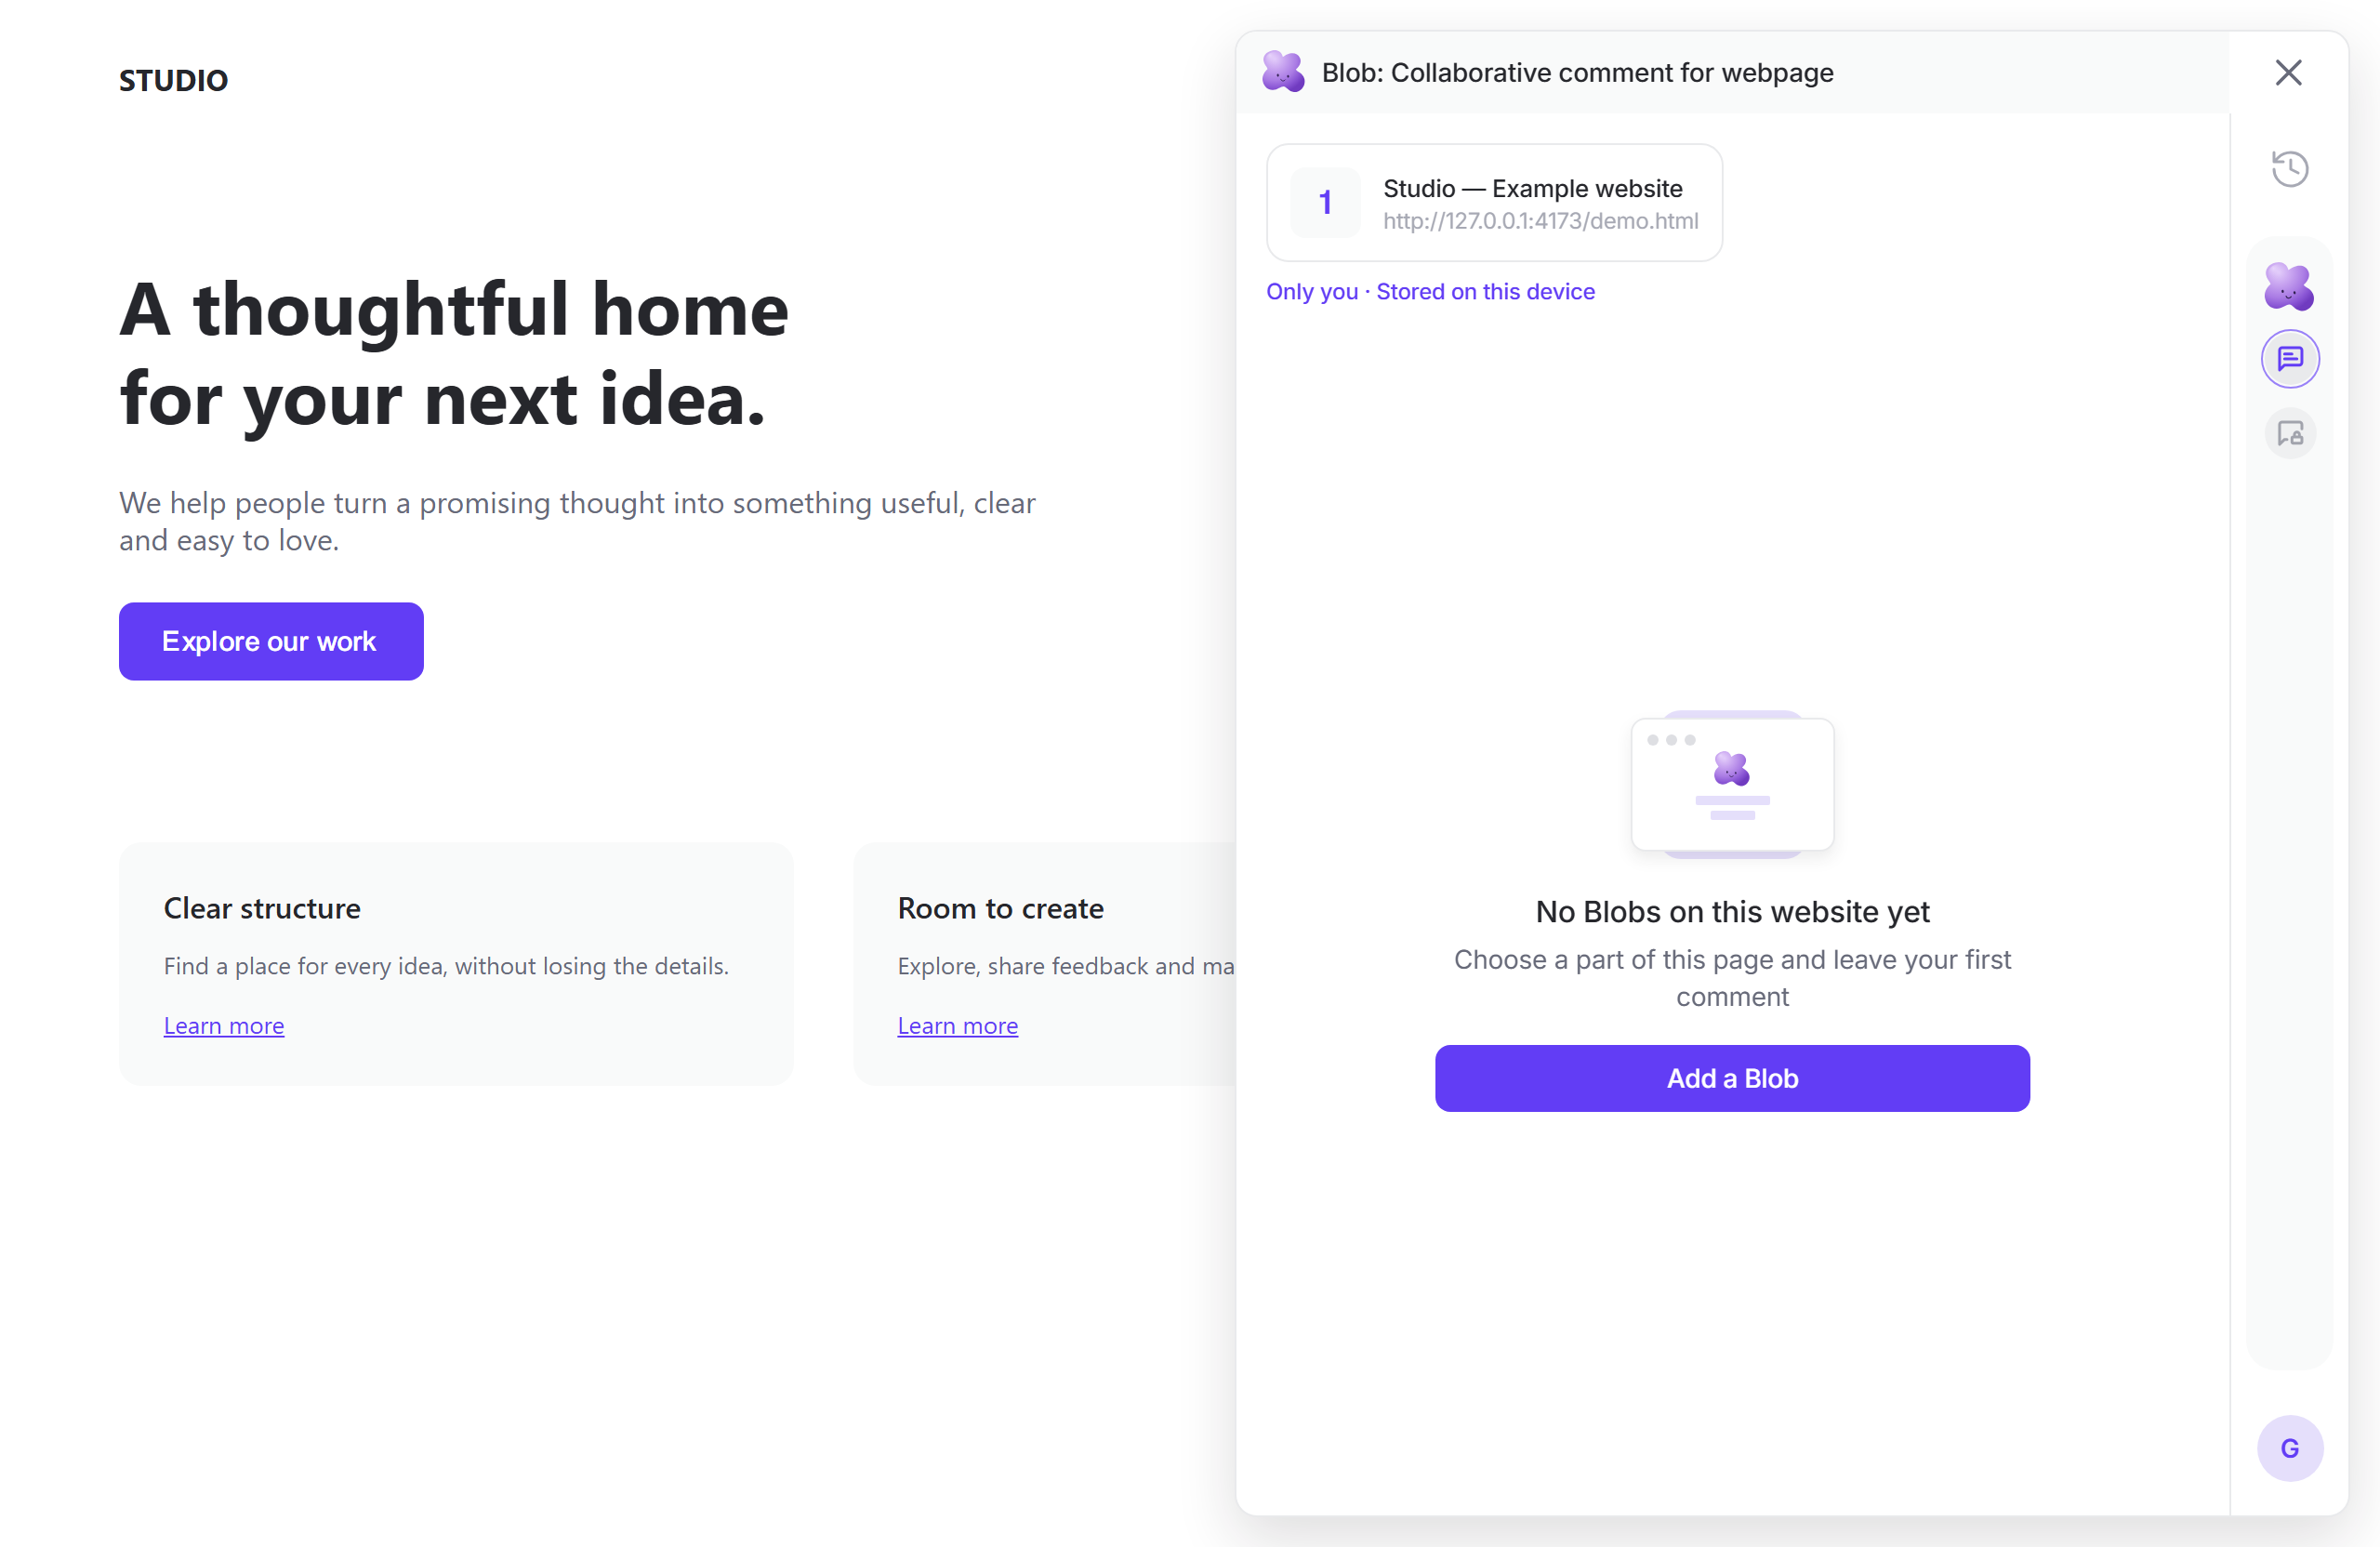 STUDIO
A thoughtful home
for your next idea.
We help people turn a promising thought into something useful, clear
and easy to love.
Explore our work
Clear structure
Find a place for every idea, without losing the details.
Learn more
Room to create
Explore, share feedback and ma
Learn more
Blob: Collaborative comment for webpage
1
Studio — Example website
http://127.0.0.1:4173/demo.html
Only you · Stored on this device
No Blobs on this website yet
Choose a part of this page and leave your first
comment
Add a Blob
G